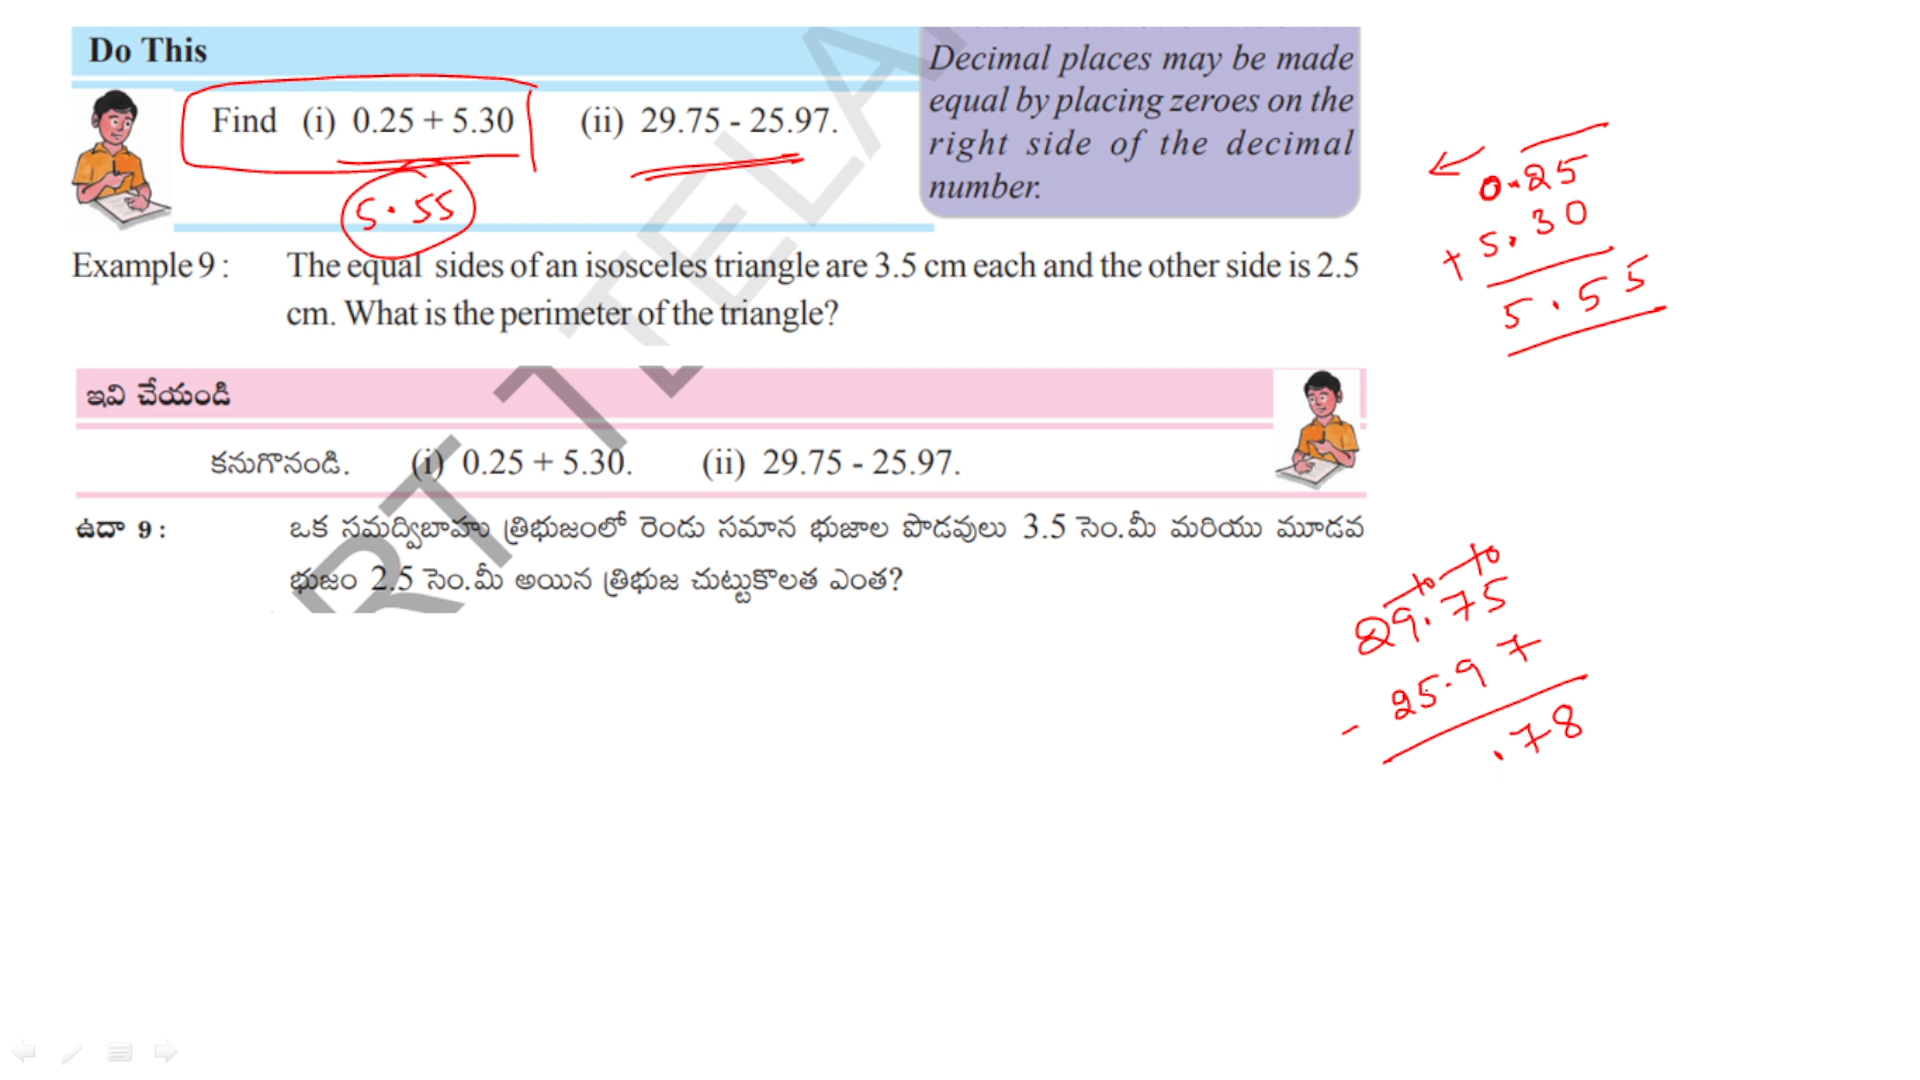 Do This
Find (i) 0.25 + 5.30 (ii) 29.75 - 25.97.
5.55
Decimal places may be made
equal by placing zeroes on the
right side of the decimal
number.
0.25
+ 5.30
5.55
Example 9 : The equal sides of an isosceles triangle are 3.5 cm each and the other side is 2.5
cm. What is the perimeter of the triangle?
ఇవి చేయండి
కనుగొనండి. (i) 0.25 + 5.30. (ii) 29.75 - 25.97.
ఉదా 9 : ఒక సమద్విబాహు త్రిభుజంలో రెండు సమాన భుజాల పొడవులు 3.5 సెం.మీ మరియు మూడవ
భుజం 2.5 సెం.మీ అయిన త్రిభుజ చుట్టుకొలత ఎంత?
10 10
29.75
- 25.97
.78
RT TELA